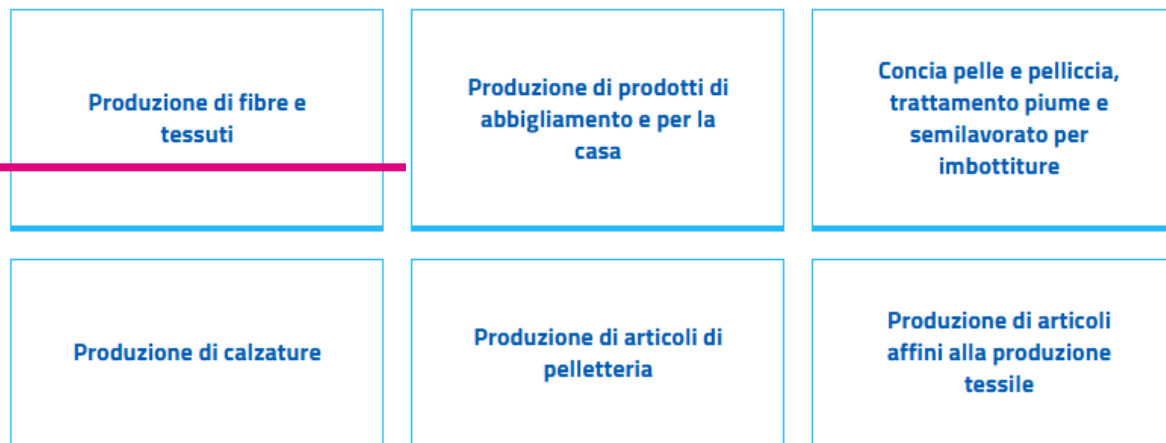 Produzione di fibre e
tessuti
Produzione di prodotti di
abbigliamento e per la
casa
Concia pelle e pelliccia,
trattamento piume e
semilavorato per
imbottiture
Produzione di calzature
Produzione di articoli di
pelletteria
Produzione di articoli
affini alla produzione
tessile